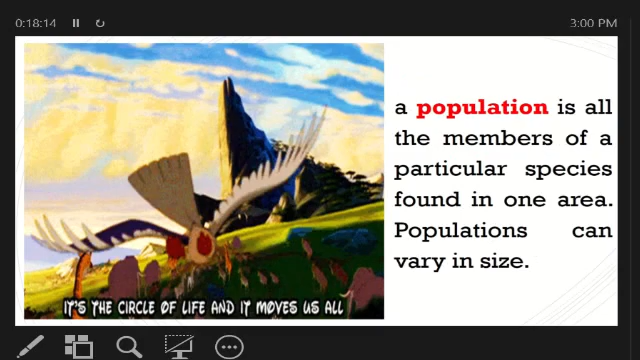 0:18:14
3:00 PM
a population is all
the members of a
particular species
found in one area.
Populations can
vary in size.
IT'S THE CIRCLE OF LIFE AND IT MOVES US ALL